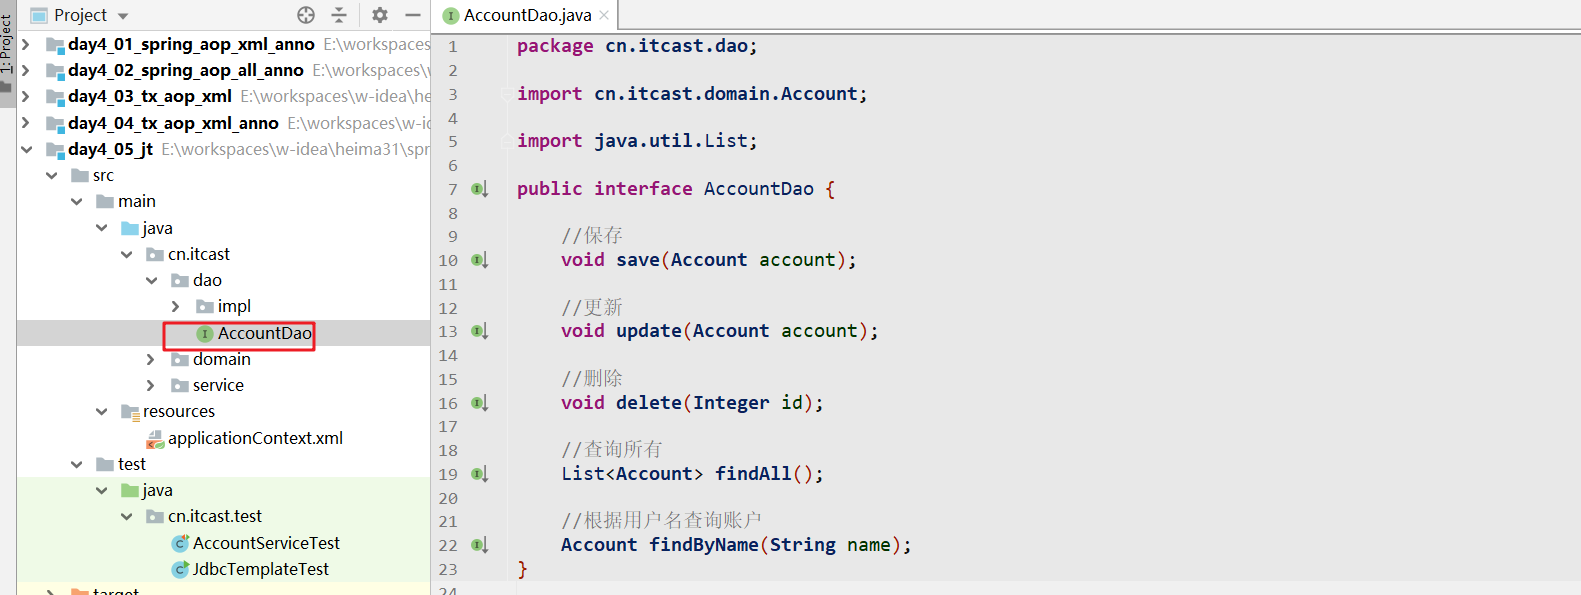 1: Project
Project
day4_01_spring_aop_xml_anno E:\workspaces
day4_02_spring_aop_all_anno E:\workspaces\
day4_03_tx_aop_xml E:\workspaces\w-idea\he
day4_04_tx_aop_xml_anno E:\workspaces\w-id
day4_05_jt E:\workspaces\w-idea\heima31\spr
src
main
java
cn.itcast
dao
impl
AccountDao
domain
service
resources
applicationContext.xml
test
java
cn.itcast.test
AccountServiceTest
JdbcTemplateTest
target
AccountDao.java
1 package cn.itcast.dao;
2
3 import cn.itcast.domain.Account;
4
5 import java.util.List;
6
7 public interface AccountDao {
8
9 //保存
10 void save(Account account);
11
12 //更新
13 void update(Account account);
14
15 //删除
16 void delete(Integer id);
17
18 //查询所有
19 List<Account> findAll();
20
21 //根据用户名查询账户
22 Account findByName(String name);
23 }
24